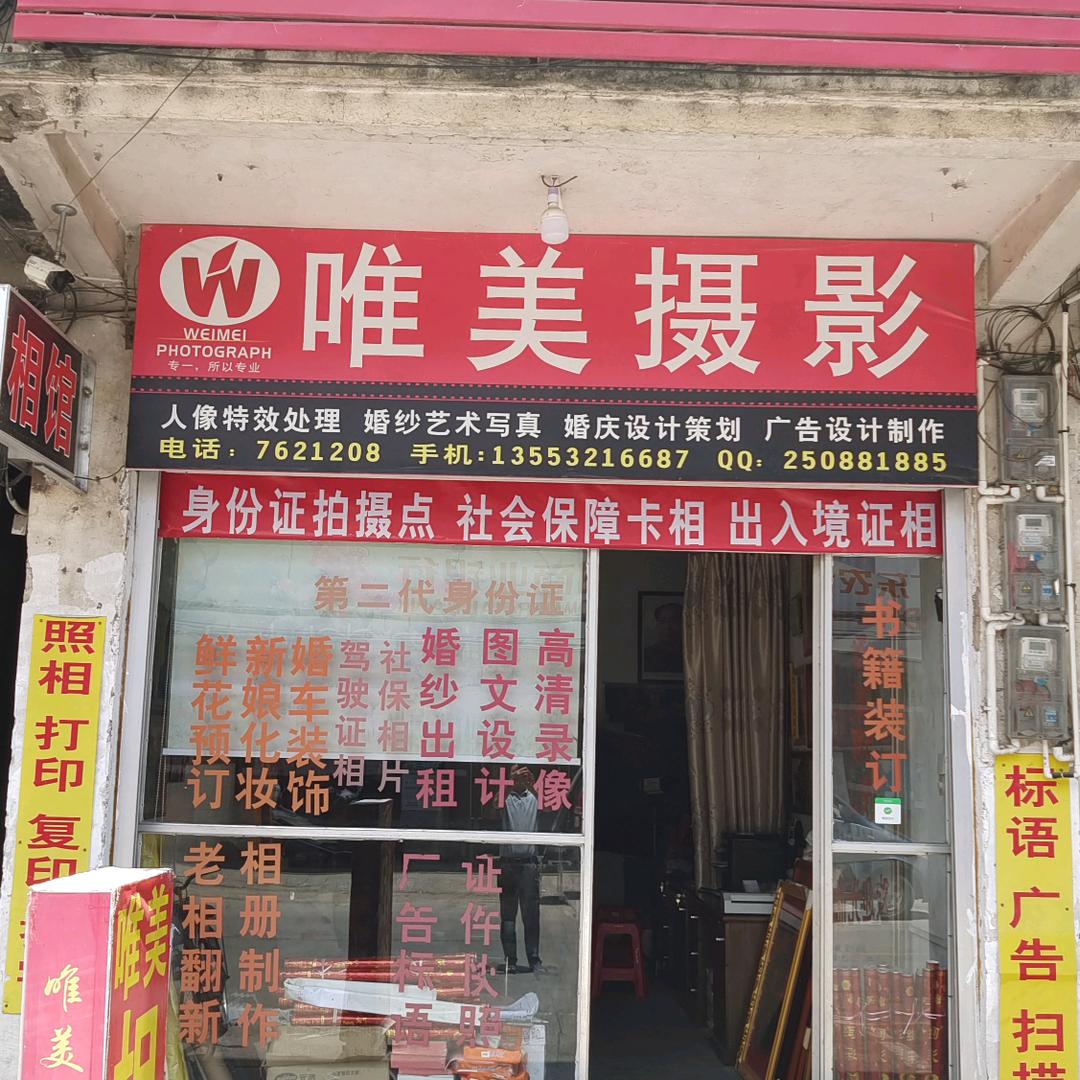 唯美摄影
WEIMEI
PHOTOGRAPH
专一，所以专业
人像特效处理 婚纱艺术写真 婚庆设计策划 广告设计制作
电话：7621208 手机:13553216687 QQ：250881885
身份证拍摄点 社会保障卡相 出入境证相
相馆
第二代身份证
鲜花预订
新娘化妆
婚车装饰
驾驶证相
社保相片
婚纱出租
图文设计
高清录像
书籍装订
老相翻新
相册制作
广告标语
证件快照
照相 打印 复印
标语 广告 扫描
唯美
唯美